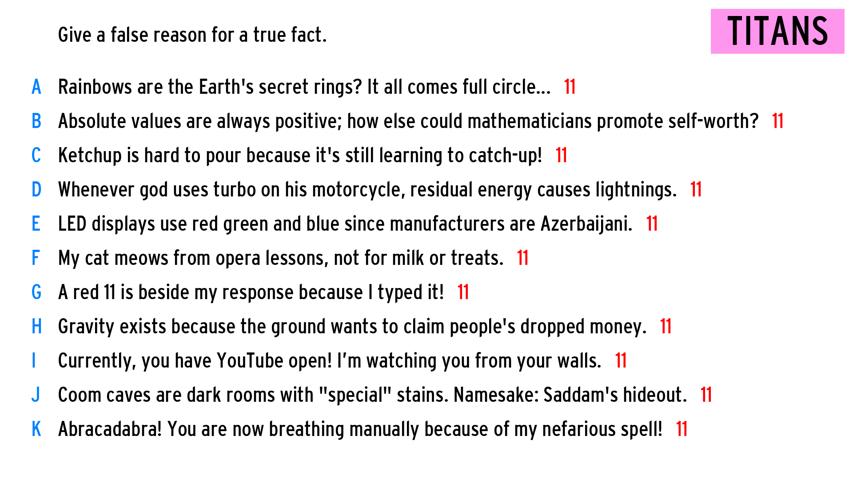 Give a false reason for a true fact.
TITANS
A Rainbows are the Earth's secret rings? It all comes full circle... 11
B Absolute values are always positive; how else could mathematicians promote self-worth? 11
C Ketchup is hard to pour because it's still learning to catch-up! 11
D Whenever god uses turbo on his motorcycle, residual energy causes lightnings. 11
E LED displays use red green and blue since manufacturers are Azerbaijani. 11
F My cat meows from opera lessons, not for milk or treats. 11
G A red 11 is beside my response because I typed it! 11
H Gravity exists because the ground wants to claim people's dropped money. 11
I Currently, you have YouTube open! I’m watching you from your walls. 11
J Coom caves are dark rooms with "special" stains. Namesake: Saddam's hideout. 11
K Abracadabra! You are now breathing manually because of my nefarious spell! 11